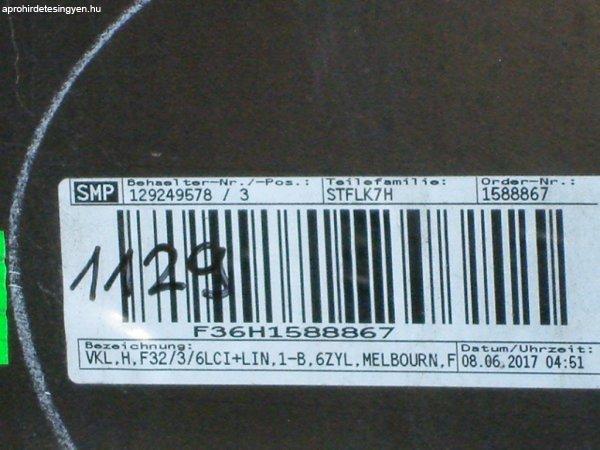 aprohirdetesingyen.hu
SMP Behaelter-Nr./-Pos.: Teilefamilie: Order-Nr.:
129249578 / 3 STFLK7H 1588867
1129
F36H1588867
Bezeichnung: Datum/Uhrzeit:
VKL,H,F32/3/6LCI+LIN,1-B,6ZYL,MELBOURN,F 08.06.2017 04:51